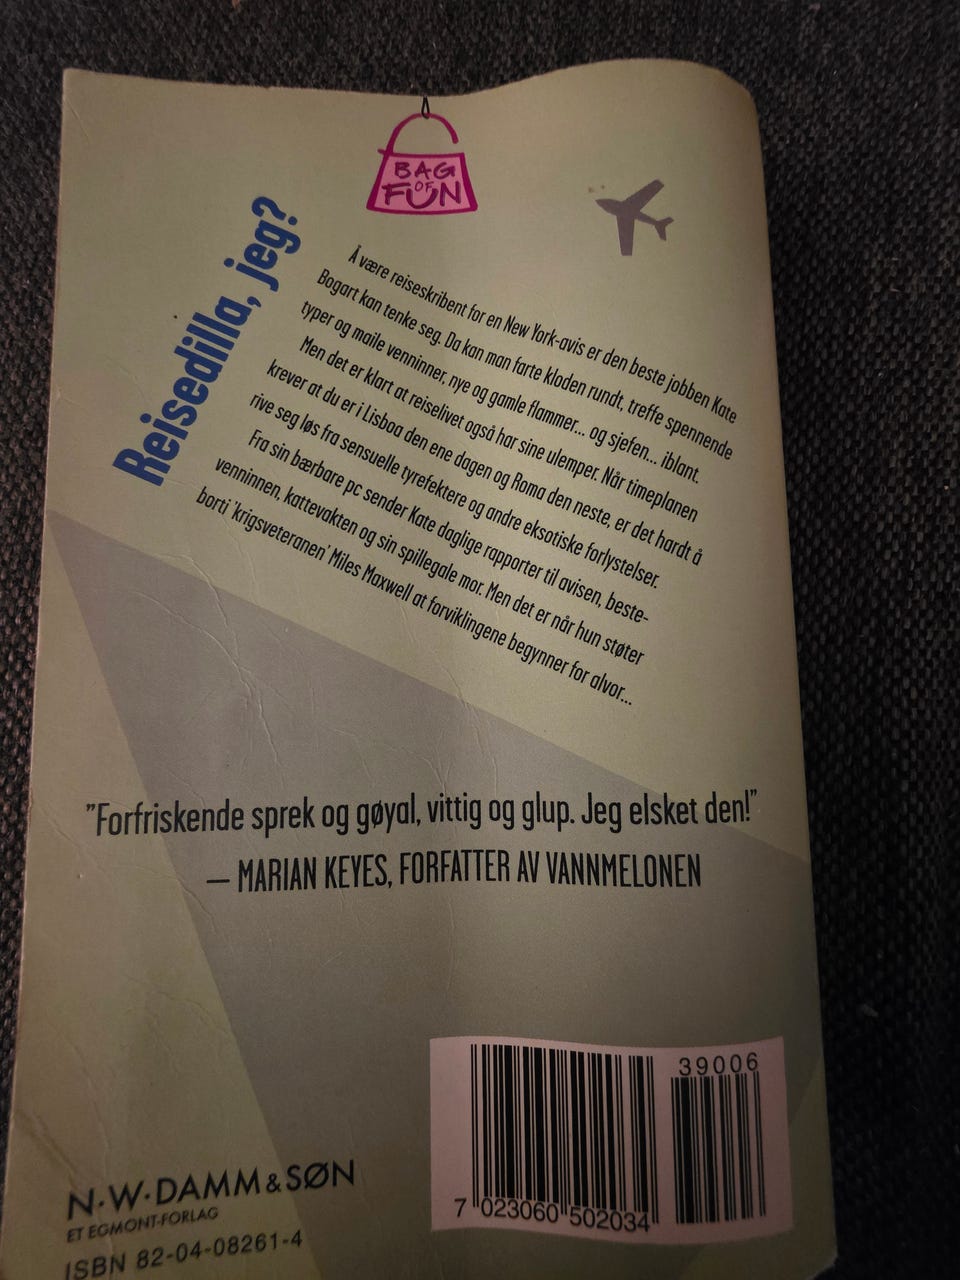 BAG
OF
FUN
Reisedilla, jeg?
Å være reiseskribent for en New York-avis er den beste jobben Kate
Bogart kan tenke seg. Da kan man farte kloden rundt, treffe spennende
typer og maile venninner, nye og gamle flammer... og sjefen... iblant.
Men det er klart at reiselivet også har sine ulemper. Når timeplanen
krever at du er i Lisboa den ene dagen og Roma den neste, er det hardt å
rive seg løs fra sensuelle tyrefektere og andre eksotiske forlystelser.
Fra sin bærbare pc sender Kate daglige rapporter til avisen, beste-
venninnen, kattevakten og sin spillegale mor. Men det er når hun støter
borti 'krigsveteranen' Miles Maxwell at forviklingene begynner for alvor...
"Forfriskende sprek og gøyal, vittig og glup. Jeg elsket den!"
– MARIAN KEYES, FORFATTER AV VANNMELONEN
39006
7 023060 502034
N·W·DAMM & SØN
ET EGMONT-FORLAG
ISBN 82-04-08261-4